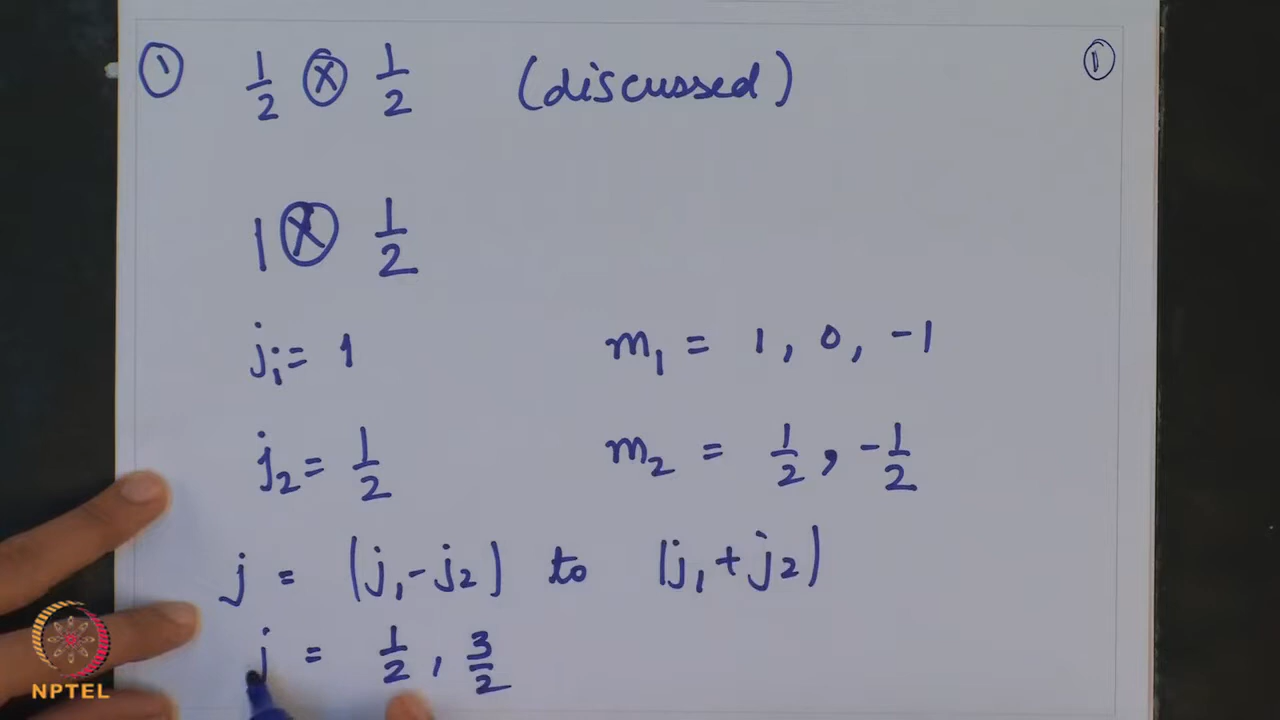 ① 1/2 ⊗ 1/2 (discussed) ①
1 ⊗ 1/2
j₁ = 1 m₁ = 1, 0, -1
j₂ = 1/2 m₂ = 1/2, -1/2
j = |j₁ - j₂| to |j₁ + j₂|
j = 1/2, 3/2
NPTEL